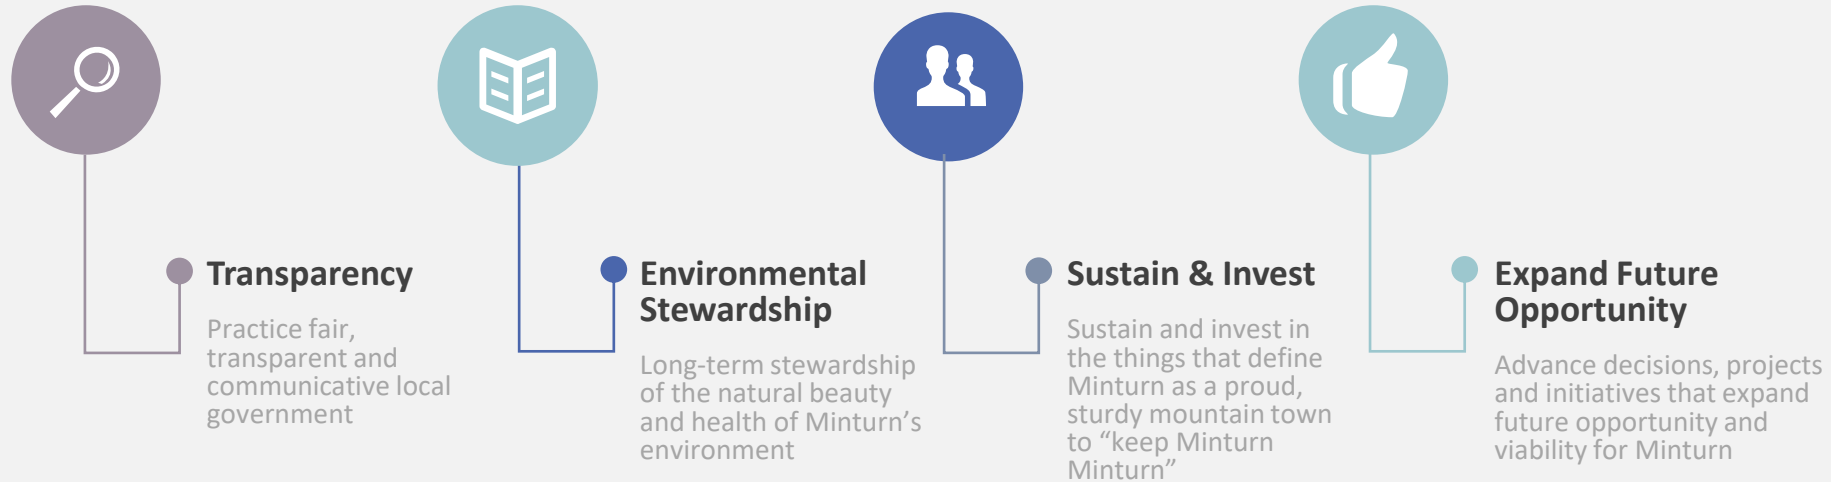 Transparency
Practice fair,
transparent and
communicative local
government
Environmental
Stewardship
Long-term stewardship
of the natural beauty
and health of Minturn’s
environment
Sustain & Invest
Sustain and invest in
the things that define
Minturn as a proud,
sturdy mountain town
to “keep Minturn
Minturn”
Expand Future
Opportunity
Advance decisions, projects
and initiatives that expand
future opportunity and
viability for Minturn